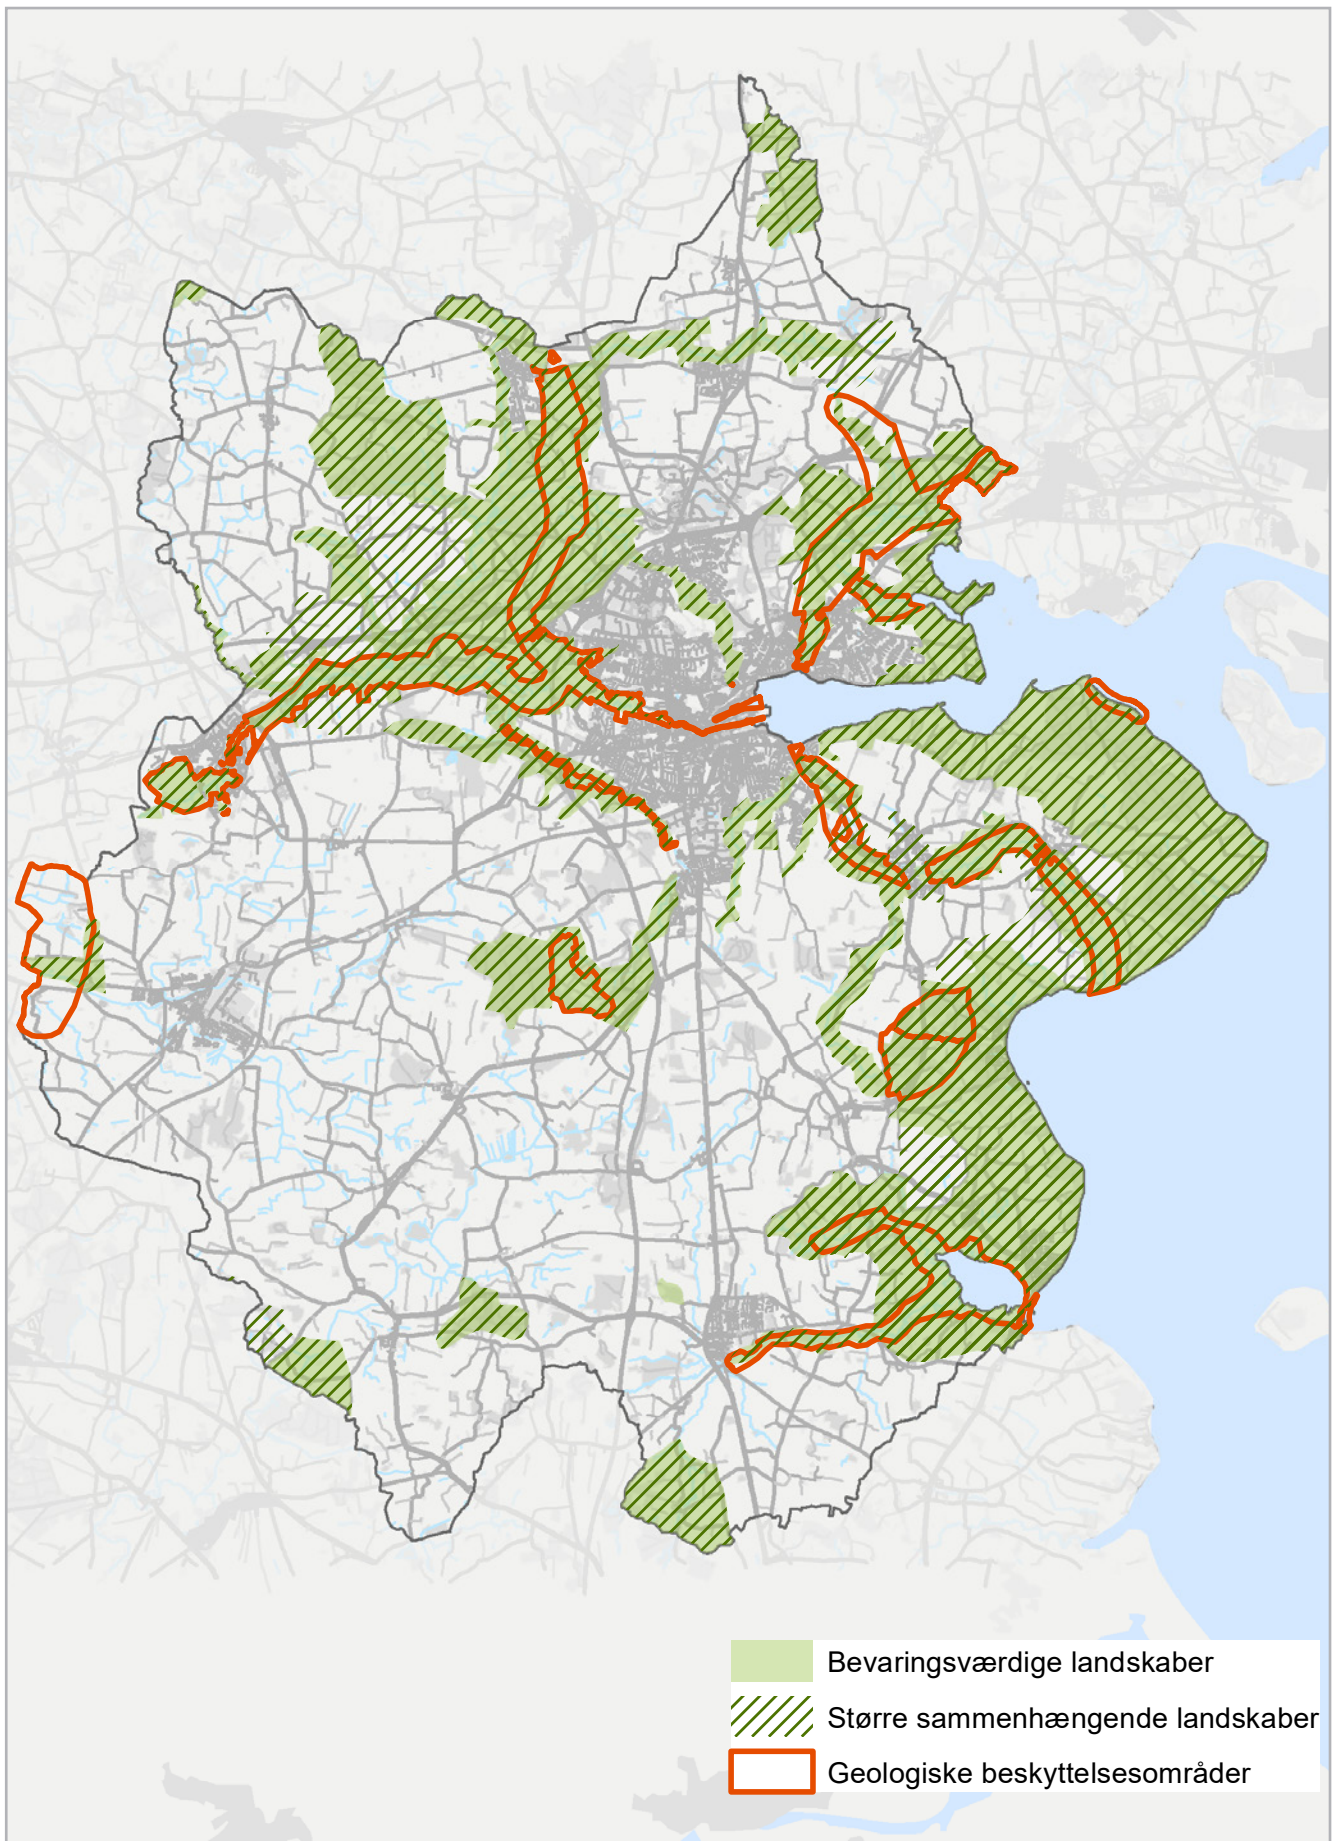 Bevaringsværdige landskaber
Større sammenhængende landskaber
Geologiske beskyttelsesområder